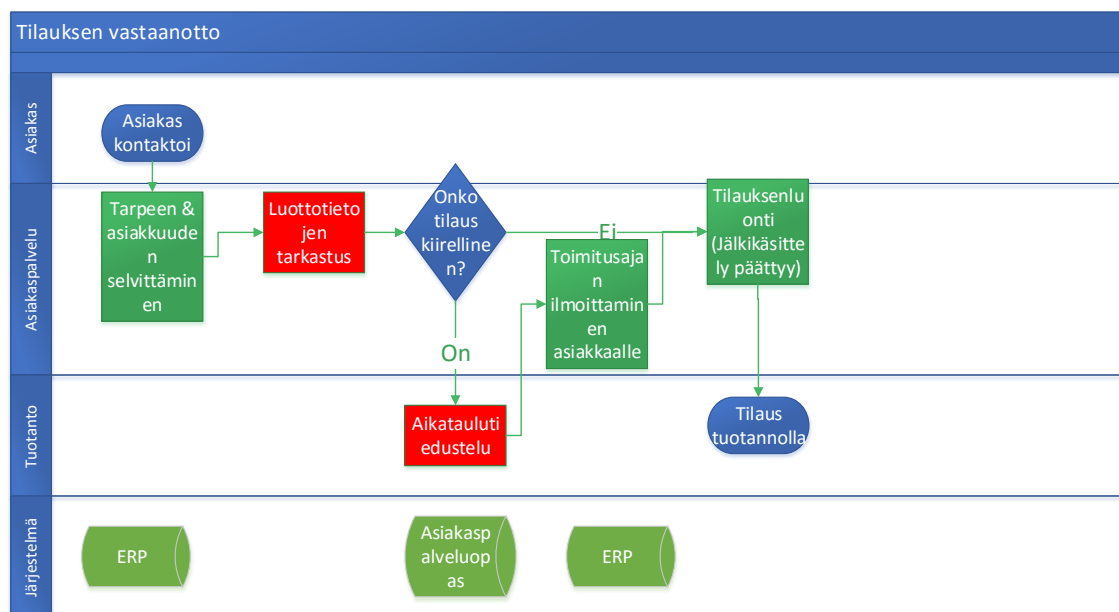 Tilauksen vastaanotto
Asiakas
Asiakas
kontaktoi
Asiakaspalvelu
Tarpeen &
asiakkuude
n
selvittämin
en
Luottotieto
jen
tarkastus
Onko
tilaus
kiirelline
n?
Ei
On
Toimitusaja
n
ilmoittamin
en
asiakkaalle
Tilauksenlu
onti
(Jälkikäsitte
ly päättyy)
Tuotanto
Aikatauluti
edustelu
Tilaus
tuotannolla
Järjestelmä
ERP
Asiakasp
alveluop
as
ERP